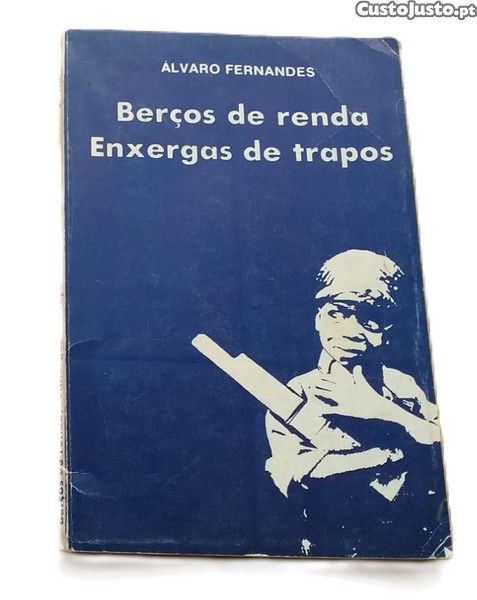 CustoJusto.pt
ÁLVARO FERNANDES
Berços de renda
Enxergas de trapos